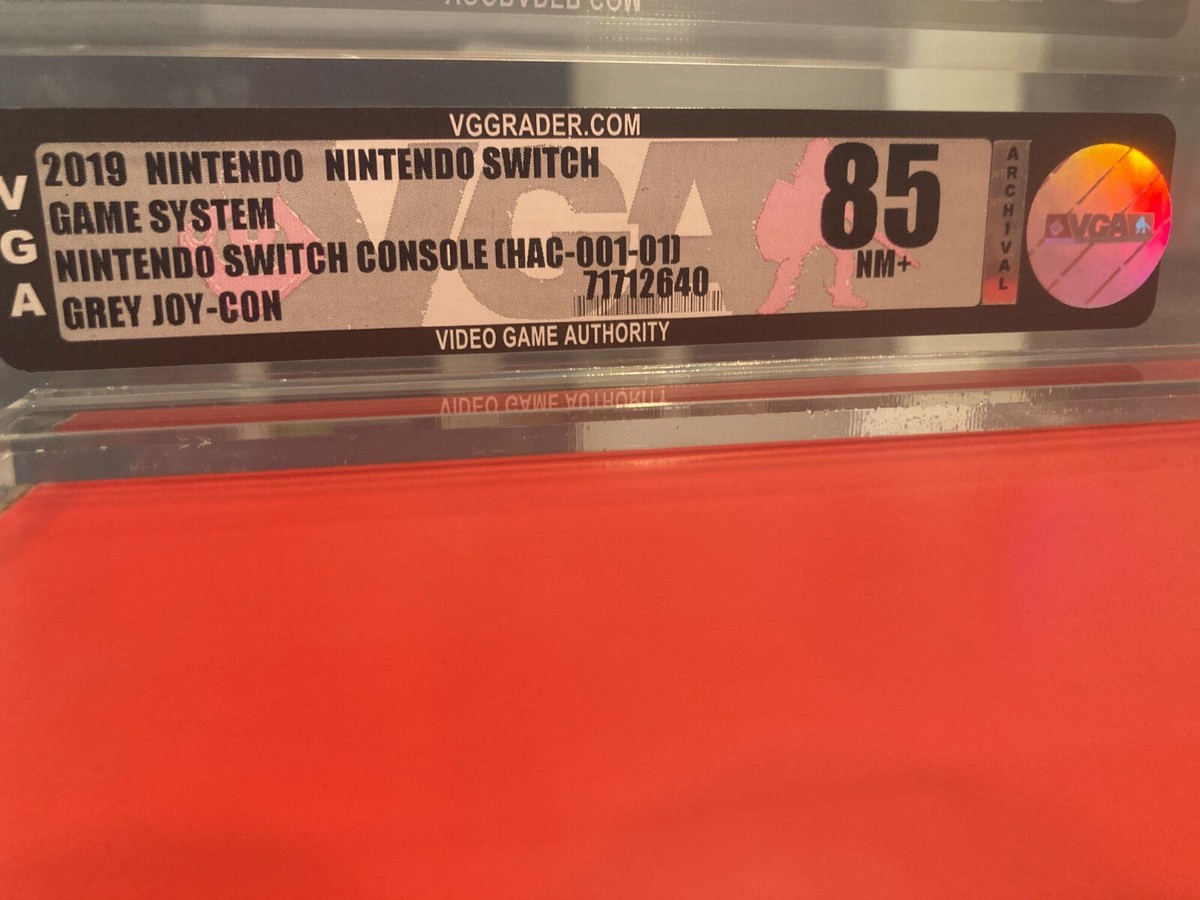 VGGRADER.COM
VGA
2019 NINTENDO NINTENDO SWITCH
GAME SYSTEM
NINTENDO SWITCH CONSOLE (HAC-001-01)
71712640
GREY JOY-CON
85
NM+
ARCHIVAL
VGA
VIDEO GAME AUTHORITY